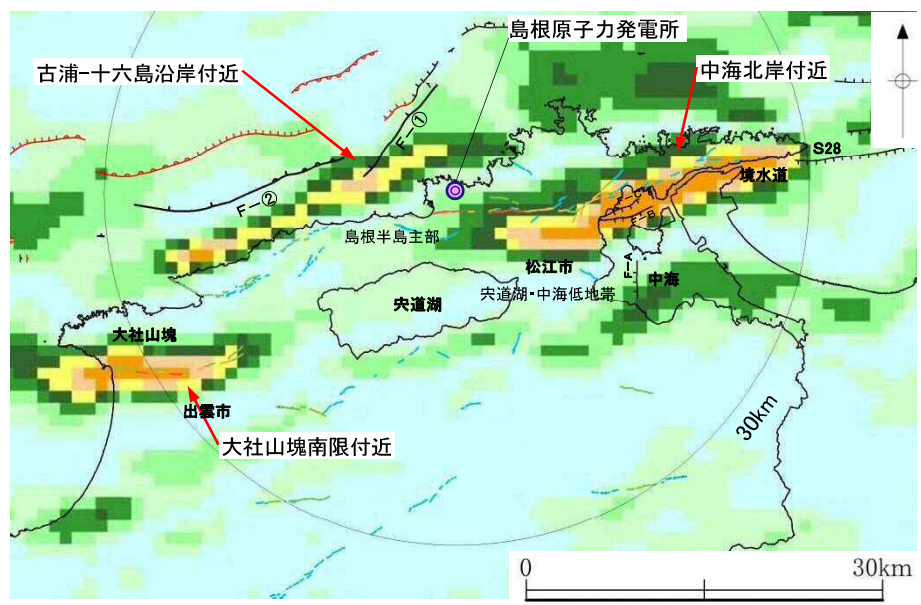 島根原子力発電所
古浦−十六島沿岸付近
中海北岸付近
F−①
S28
境水道
F−②
F−C
F−B
島根半島主部
松江市
F−A
中海
宍道湖・中海低地帯
宍道湖
大社山塊
出雲市
大社山塊南限付近
30km
0
30km